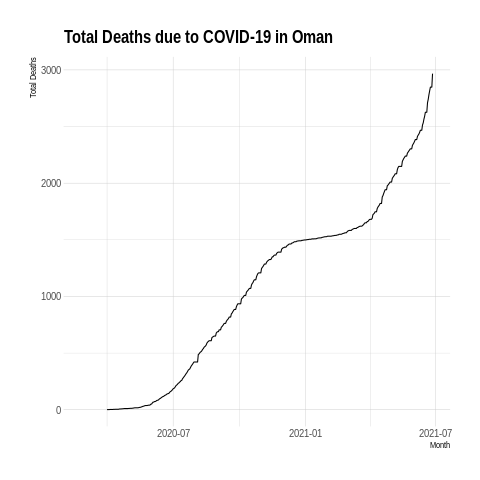 Total Deaths due to COVID-19 in Oman
Total Deaths
3000
2000
1000
0
2020-07 2021-01 2021-07
Month